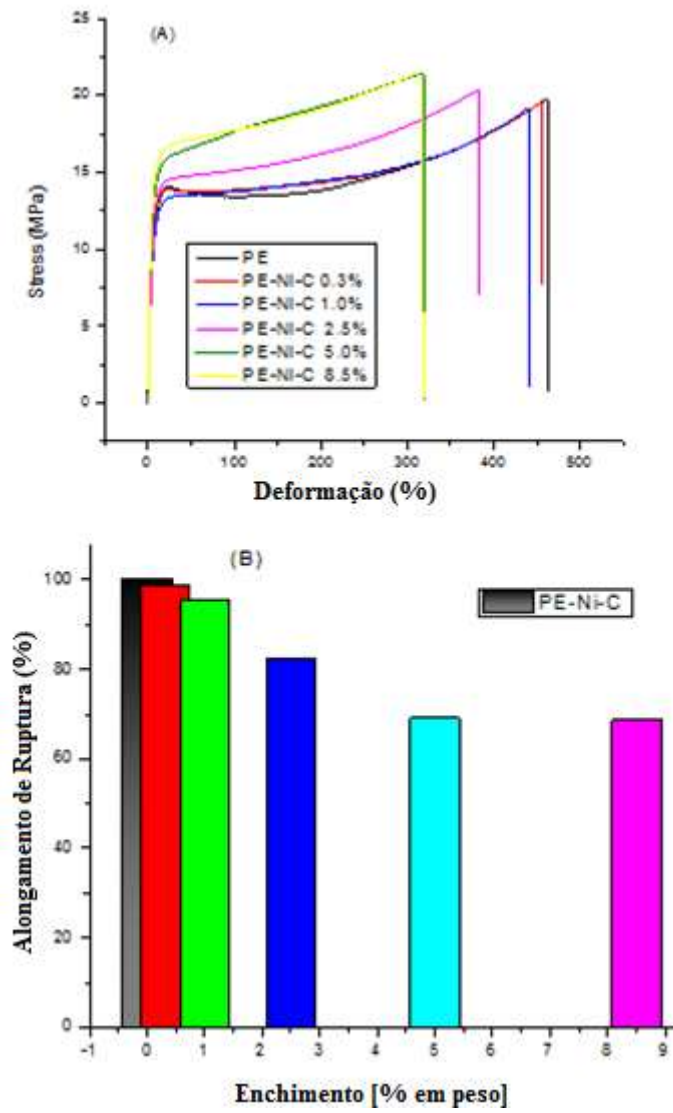 (A)
25
20
15
10
5
0
Stress (MPa)
PE
PE-NI-C 0.3%
PE-NI-C 1.0%
PE-NI-C 2.5%
PE-NI-C 5.0%
PE-NI-C 8.5%
0 100 200 300 400 500
Deformação (%)
(B)
100
80
60
40
20
0
Alongamento de Ruptura (%)
PE-Ni-C
-1 0 1 2 3 4 5 6 7 8 9
Enchimento [% em peso]